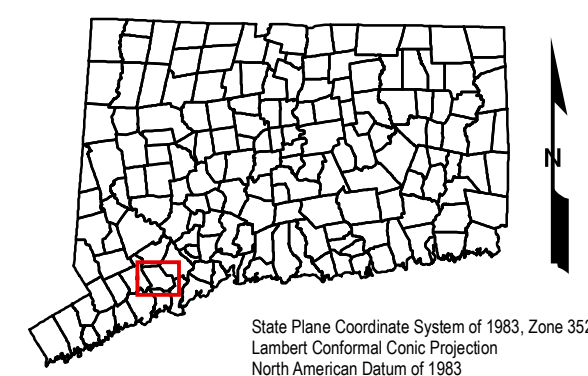 N
State Plane Coordinate System of 1983, Zone 352
Lambert Conformal Conic Projection
North American Datum of 1983